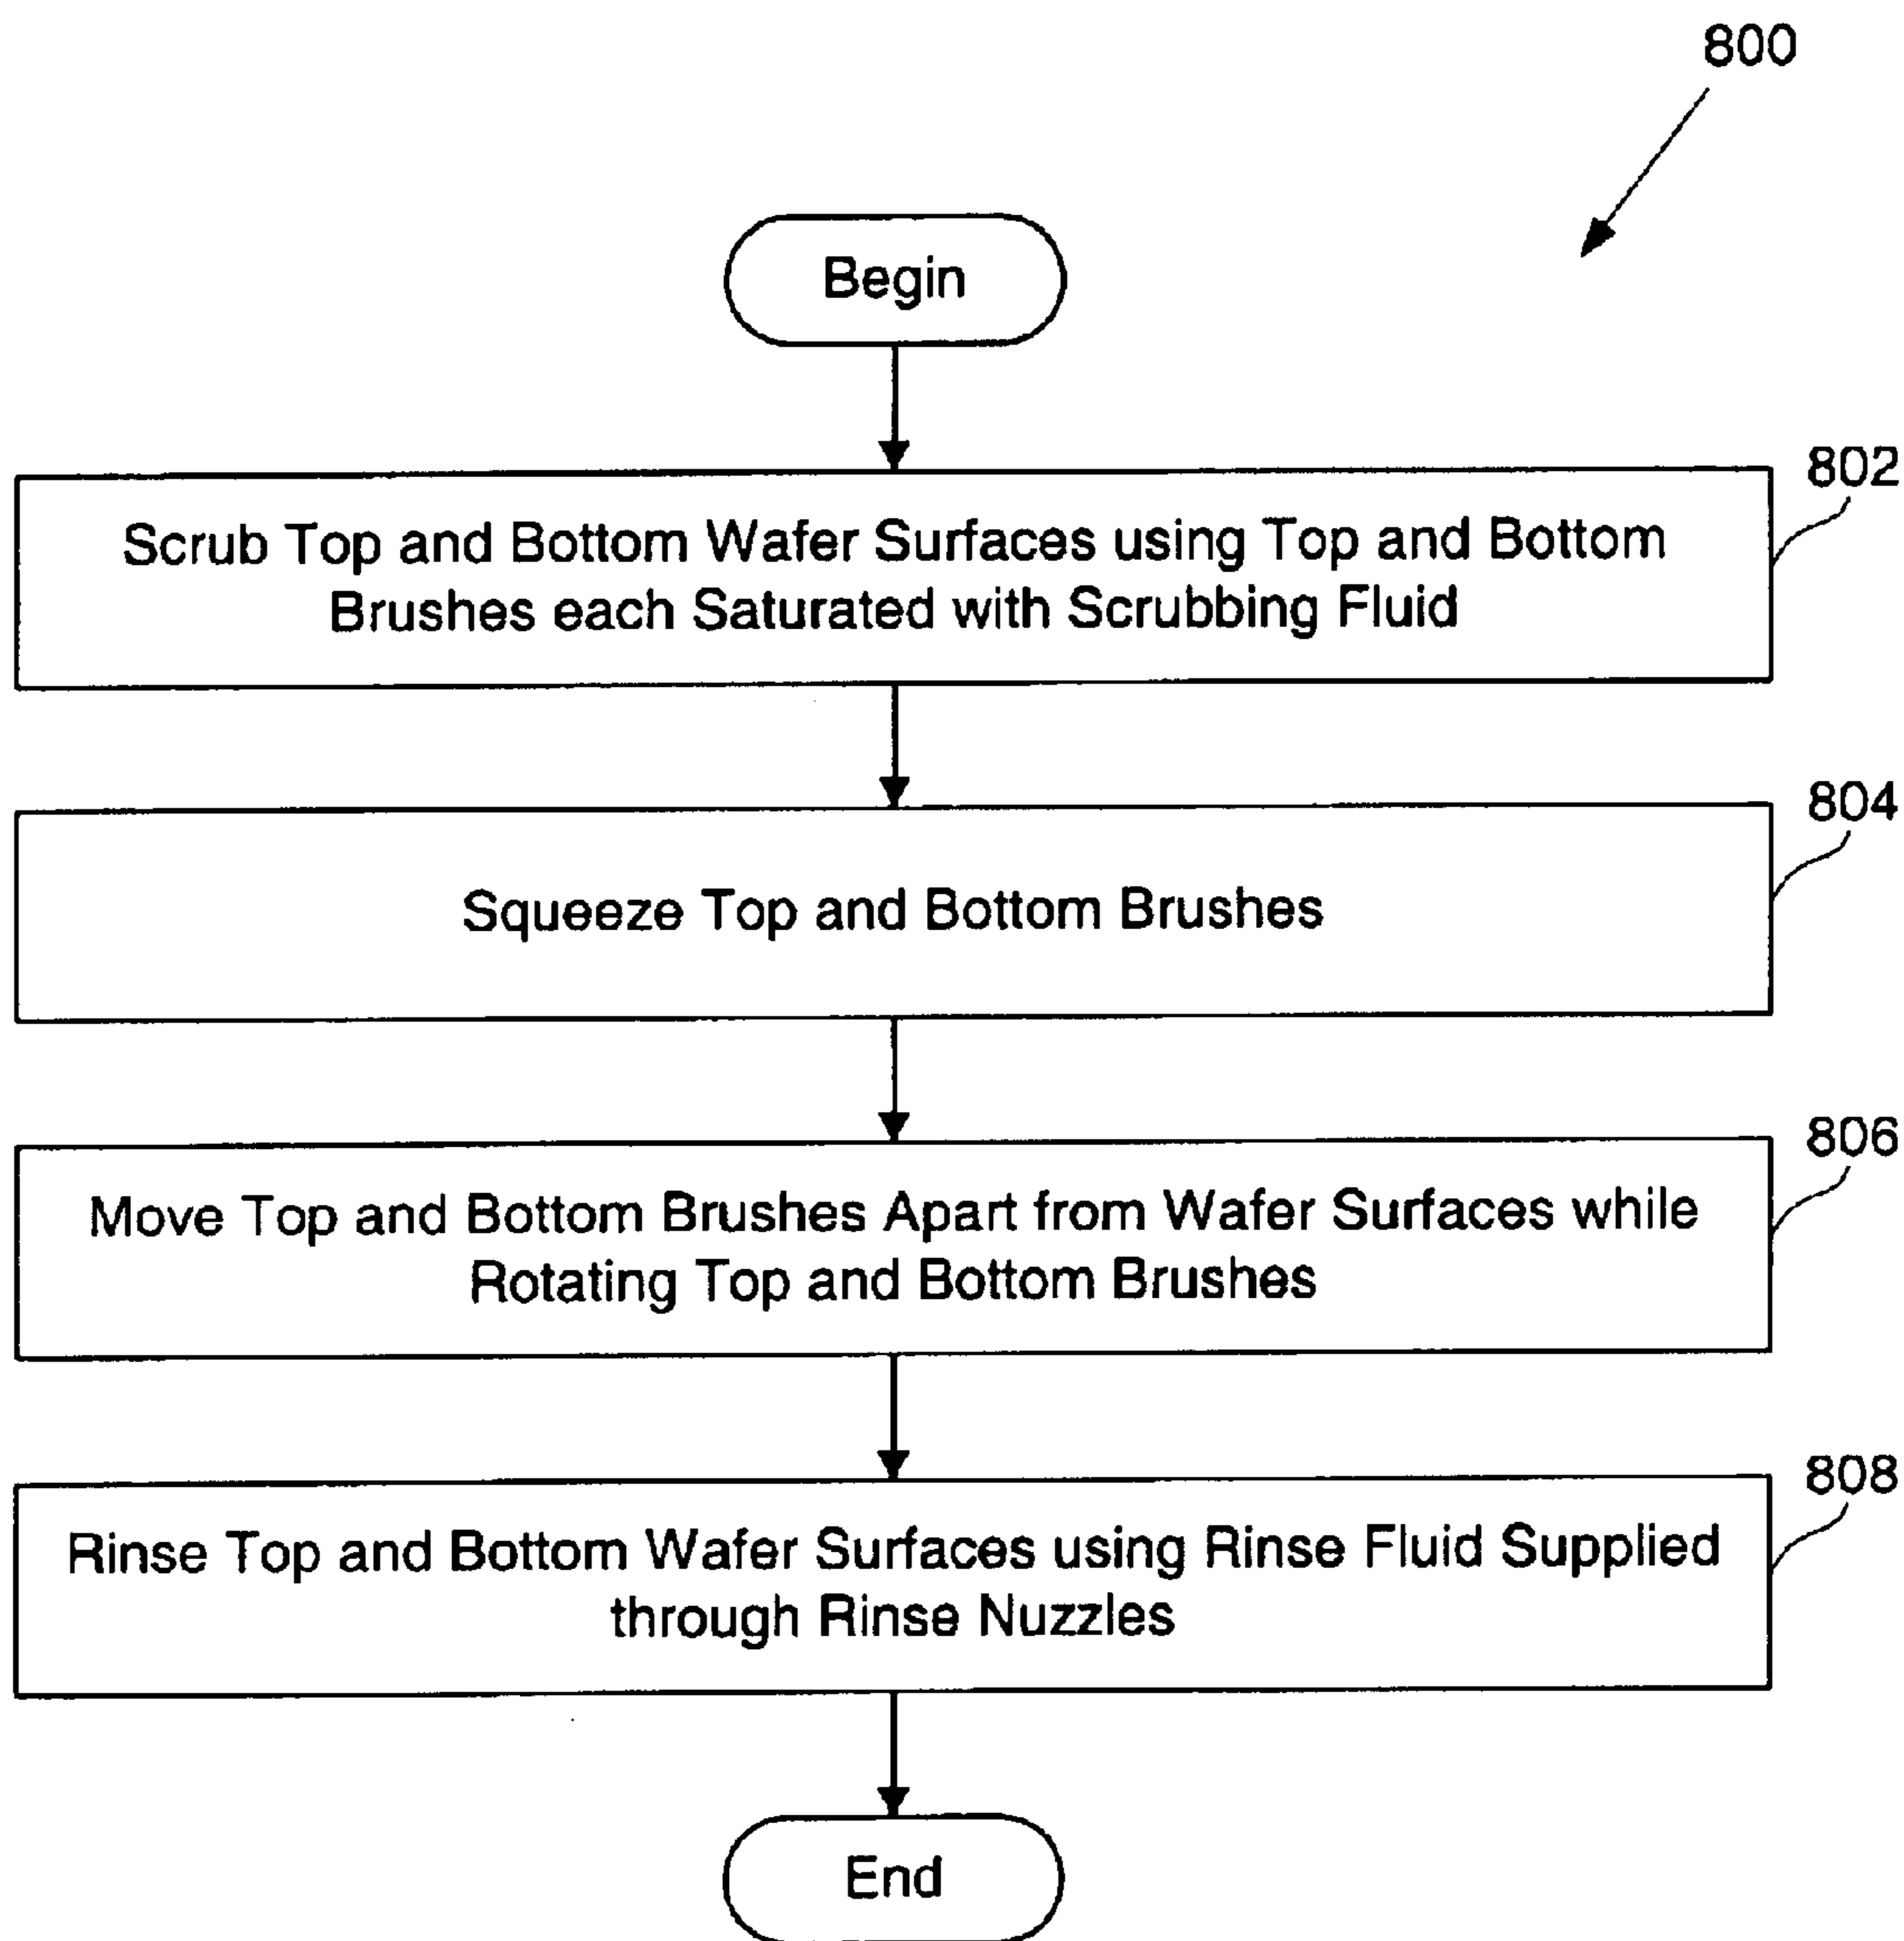 800
Begin
802
Scrub Top and Bottom Wafer Surfaces using Top and Bottom
Brushes each Saturated with Scrubbing Fluid
804
Squeeze Top and Bottom Brushes
806
Move Top and Bottom Brushes Apart from Wafer Surfaces while
Rotating Top and Bottom Brushes
808
Rinse Top and Bottom Wafer Surfaces using Rinse Fluid Supplied
through Rinse Nuzzles
End